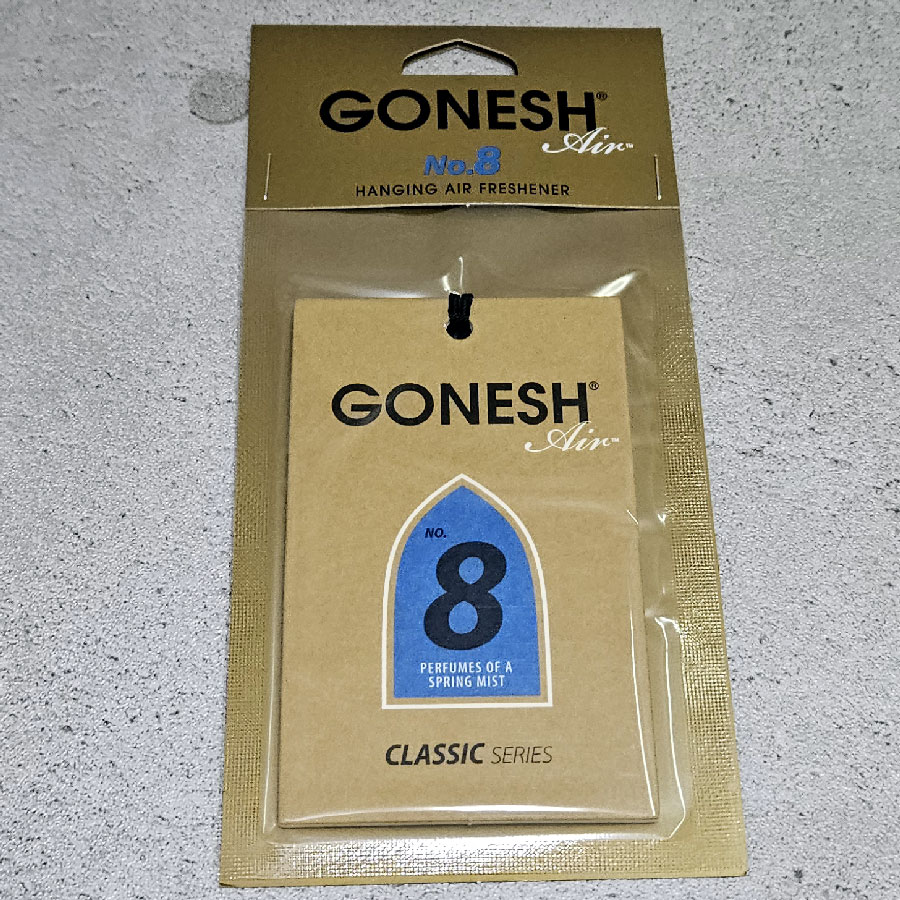 GONESH®
Air™
No.8
HANGING AIR FRESHENER
GONESH®
Air™
NO.
8
PERFUMES OF A
SPRING MIST
CLASSIC SERIES